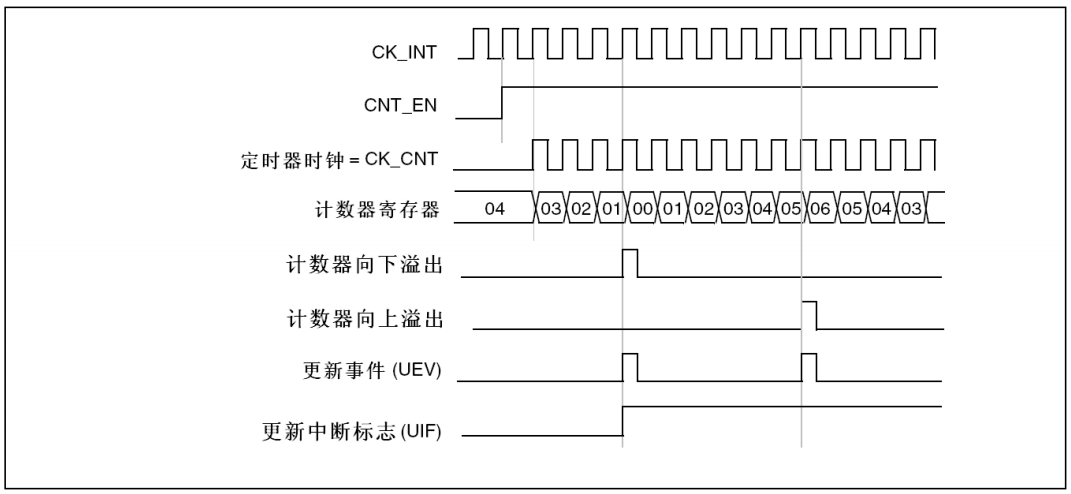 CK_INT
CNT_EN
定时器时钟 = CK_CNT
计数器寄存器 04 03 02 01 00 01 02 03 04 05 06 05 04 03
计数器向下溢出
计数器向上溢出
更新事件 (UEV)
更新中断标志 (UIF)